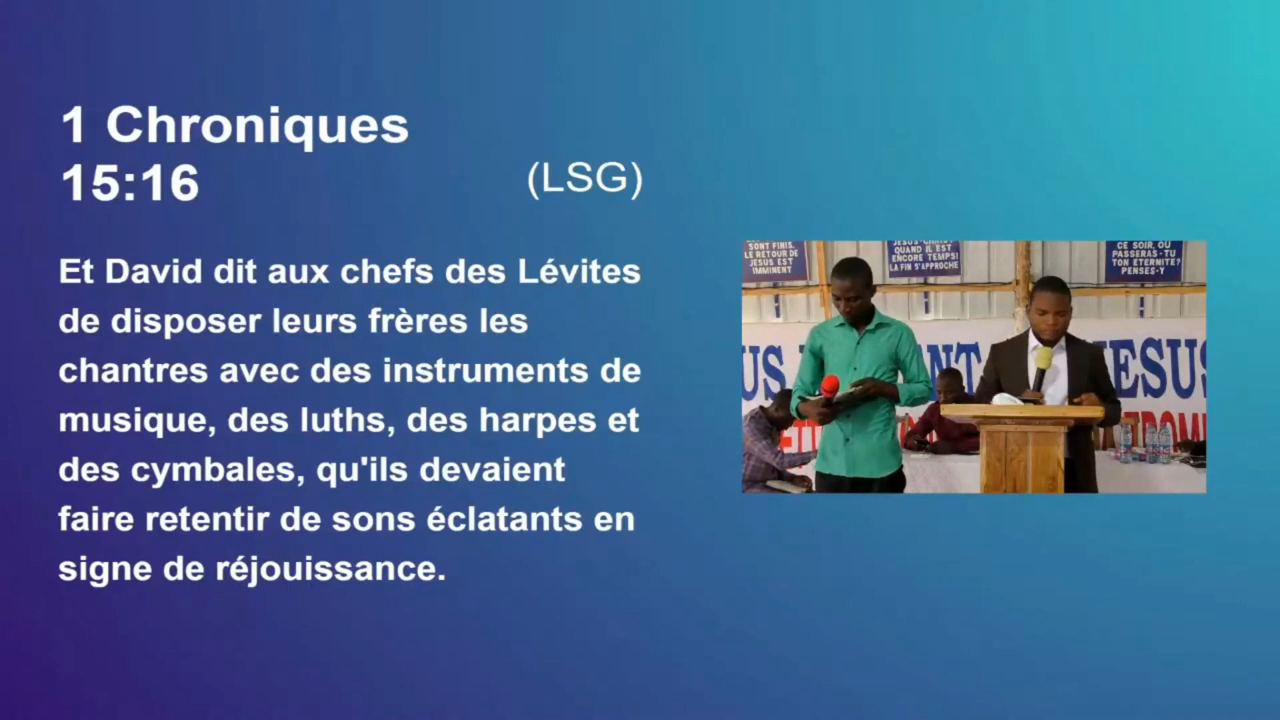 1 Chroniques
15:16
(LSG)
Et David dit aux chefs des Lévites
de disposer leurs frères les
chantres avec des instruments de
musique, des luths, des harpes et
des cymbales, qu'ils devaient
faire retentir de sons éclatants en
signe de réjouissance.
SONT FINIS.
LE RETOUR DE
JESUS EST
IMMINENT
JESUS-CHRIST
QUAND IL EST
ENCORE TEMPS!
LA FIN S'APPROCHE
CE SOIR, OU
PASSERAS-TU
TON ETERNITE?
PENSES-Y
JESUS